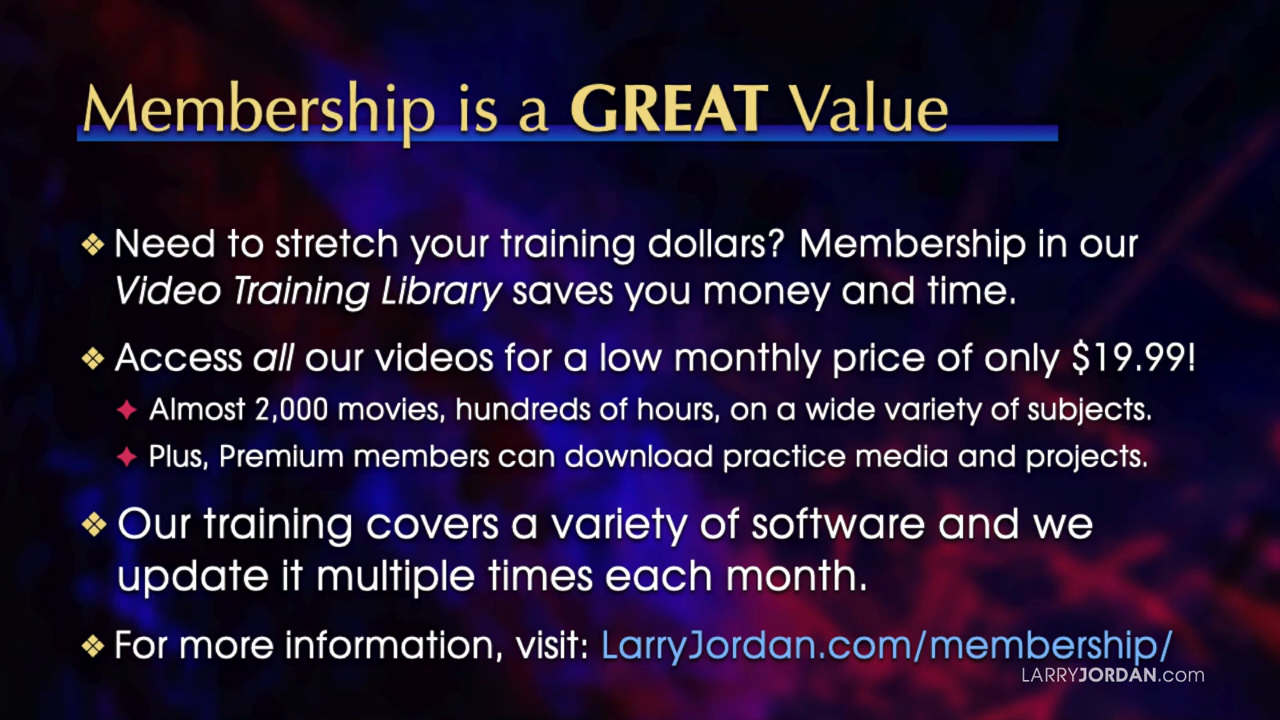 Membership is a GREAT Value
❖ Need to stretch your training dollars? Membership in our
Video Training Library saves you money and time.
❖ Access all our videos for a low monthly price of only $19.99!
✦ Almost 2,000 movies, hundreds of hours, on a wide variety of subjects.
✦ Plus, Premium members can download practice media and projects.
❖ Our training covers a variety of software and we
update it multiple times each month.
❖ For more information, visit: LarryJordan.com/membership/
LARRYJORDAN.com